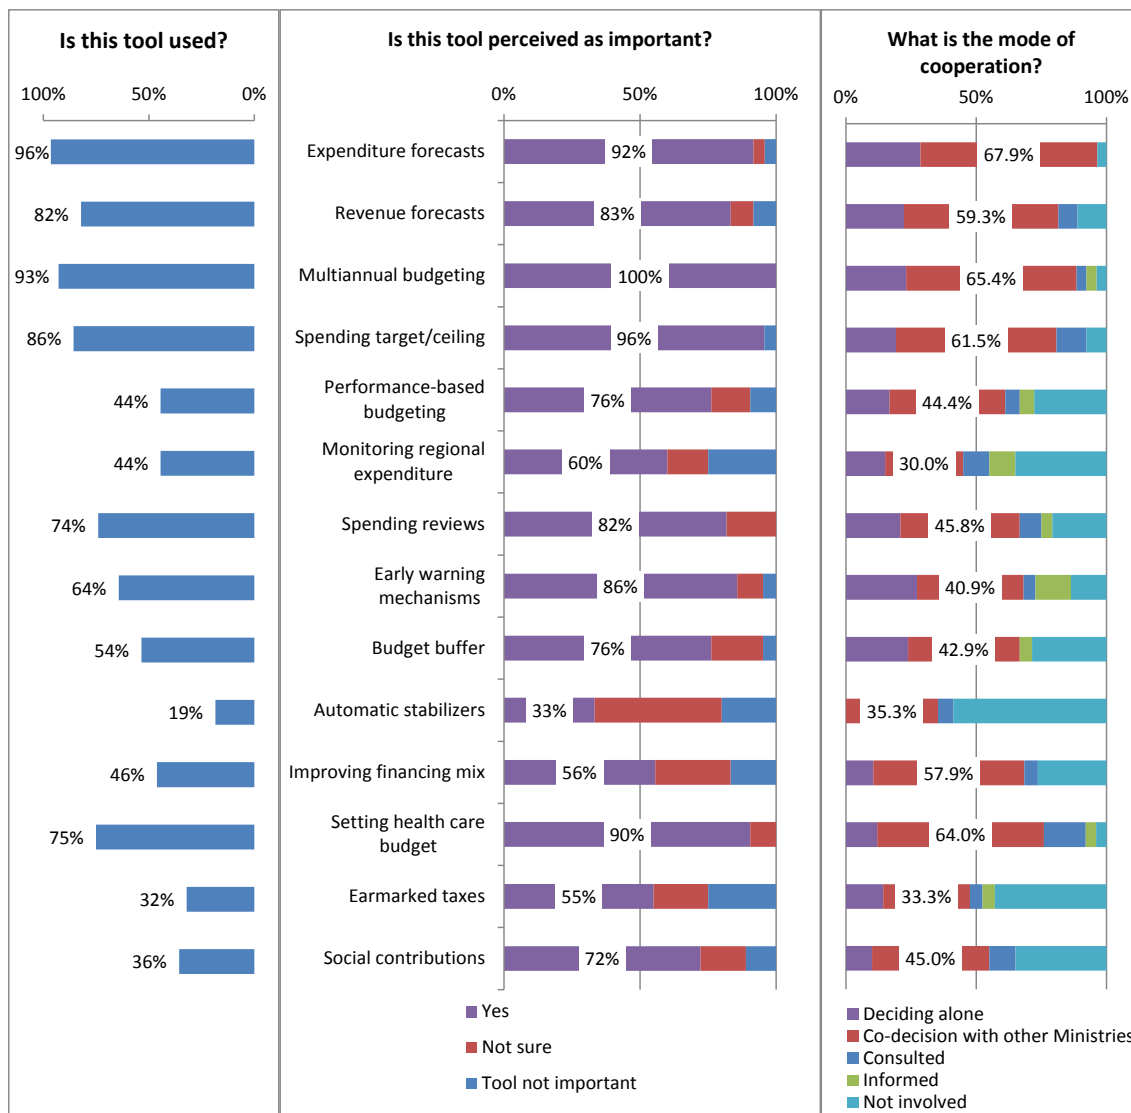 Is this tool used?
100% 50% 0%
96%
82%
93%
86%
44%
44%
74%
64%
54%
19%
46%
75%
32%
36%
Is this tool perceived as important?
0% 50% 100%
Expenditure forecasts 92%
Revenue forecasts 83%
Multiannual budgeting 100%
Spending target/ceiling 96%
Performance-based
budgeting 76%
Monitoring regional
expenditure 60%
Spending reviews 82%
Early warning
mechanisms 86%
Budget buffer 76%
Automatic stabilizers 33%
Improving financing mix 56%
Setting health care
budget 90%
Earmarked taxes 55%
Social contributions 72%
Yes
Not sure
Tool not important
What is the mode of
cooperation?
0% 50% 100%
67.9%
59.3%
65.4%
61.5%
44.4%
30.0%
45.8%
40.9%
42.9%
35.3%
57.9%
64.0%
33.3%
45.0%
Deciding alone
Co-decision with other Ministries
Consulted
Informed
Not involved